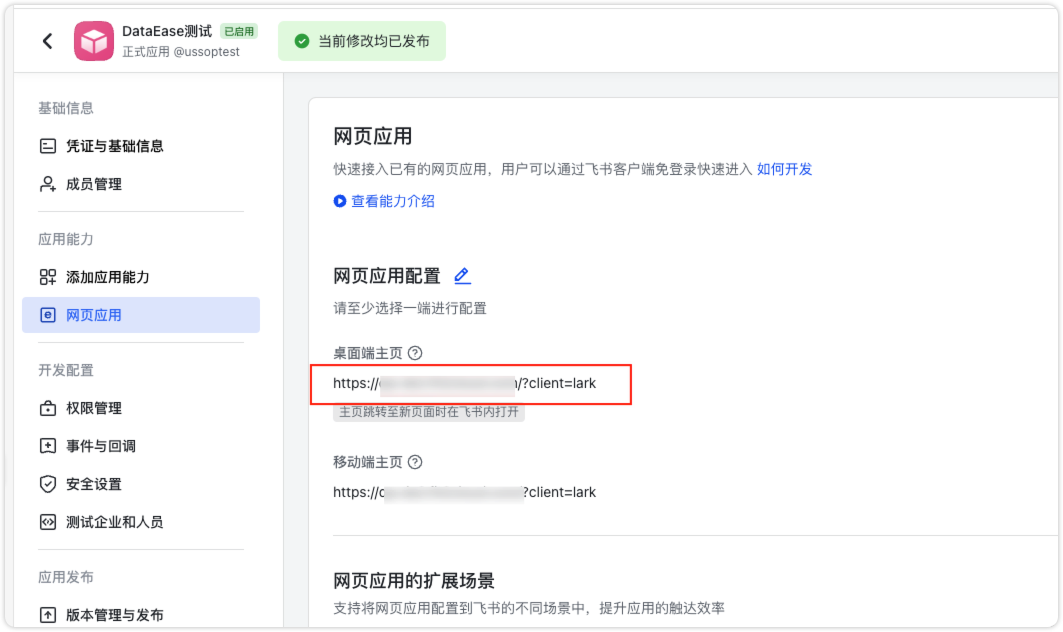 DataEase测试 已启用
正式应用 @ussoptest
当前修改均已发布
基础信息
凭证与基础信息
成员管理
应用能力
添加应用能力
网页应用
开发配置
权限管理
事件与回调
安全设置
测试企业和人员
应用发布
版本管理与发布
网页应用
快速接入已有的网页应用，用户可以通过飞书客户端免登录快速进入 如何开发
查看能力介绍
网页应用配置
请至少选择一端进行配置
桌面端主页
https:// /?client=lark
主页跳转至新页面时在飞书内打开
移动端主页
https:// ?client=lark
网页应用的扩展场景
支持将网页应用配置到飞书的不同场景中，提升应用的触达效率